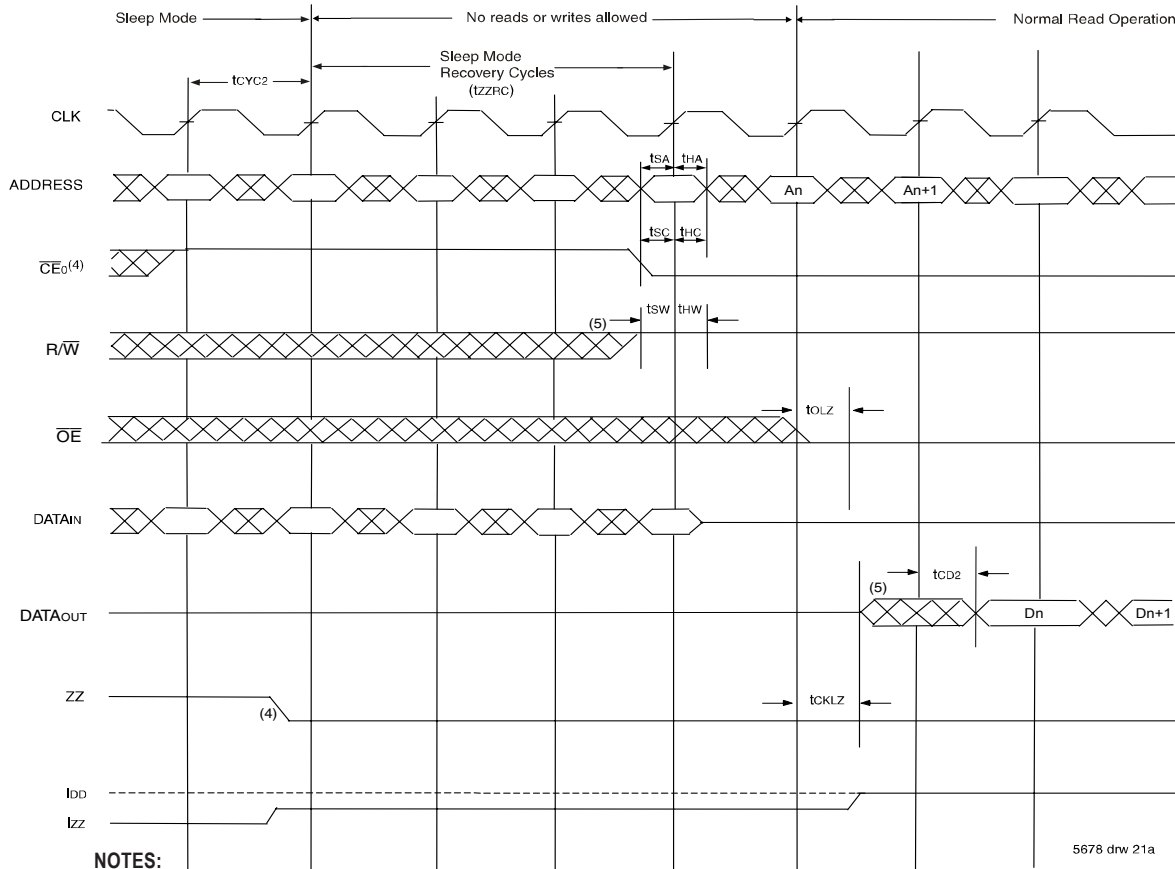 Sleep Mode
No reads or writes allowed
Normal Read Operation
Sleep Mode
Recovery Cycles
(tZZRC)
tCYC2
CLK
tSA tHA
ADDRESS
An
An+1
tSC tHC
CE0(4)
tSW tHW
(5)
R/W
tOLZ
OE
DATAIN
tCD2
(5)
DATAOUT
Dn
Dn+1
ZZ
(4)
tCKLZ
IDD
IZZ
5678 drw 21a
NOTES: